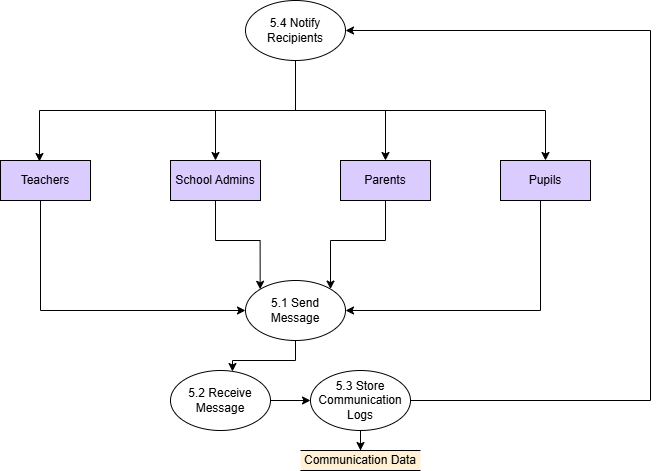 5.4 Notify
Recipients
Teachers
School Admins
Parents
Pupils
5.1 Send
Message
5.2 Receive
Message
5.3 Store
Communication
Logs
Communication Data